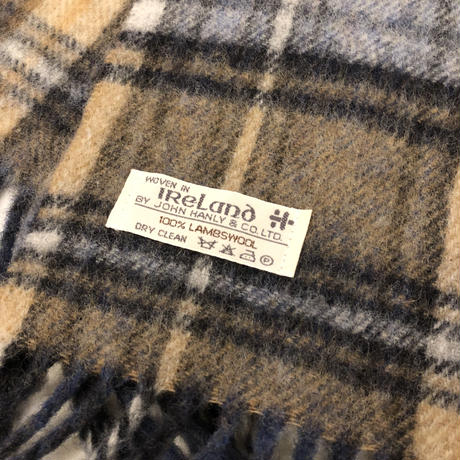 WOVEN IN
IReLand
BY JOHN HANLY & CO. LTD.
100% LAMBSWOOL
DRY CLEAN P